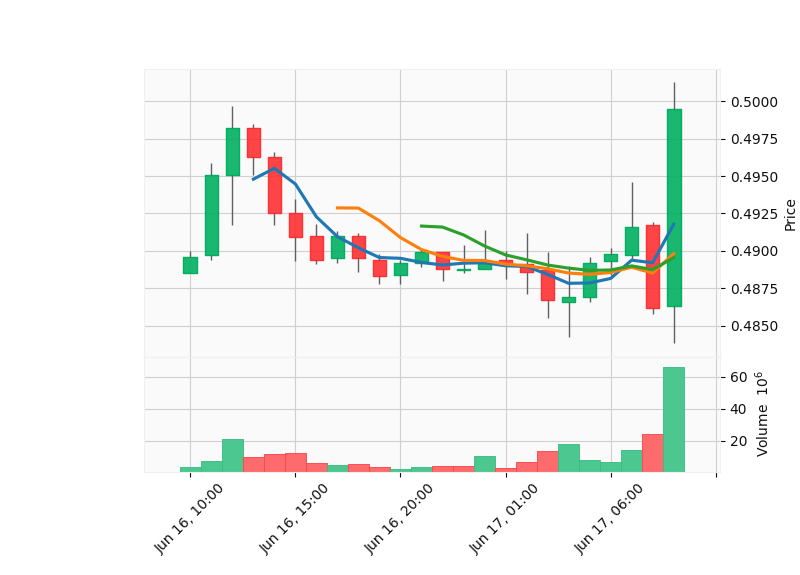 0.5000
0.4975
0.4950
0.4925
0.4900
0.4875
0.4850
Price
60
40
20
Volume 10⁶
Jun 16, 10:00
Jun 16, 15:00
Jun 16, 20:00
Jun 17, 01:00
Jun 17, 06:00